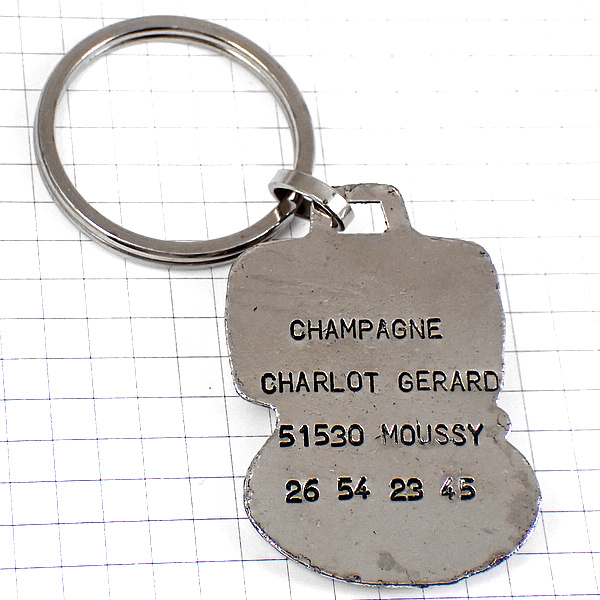 CHAMPAGNE
CHARLOT GERARD
51530 MOUSSY
26 54 23 45